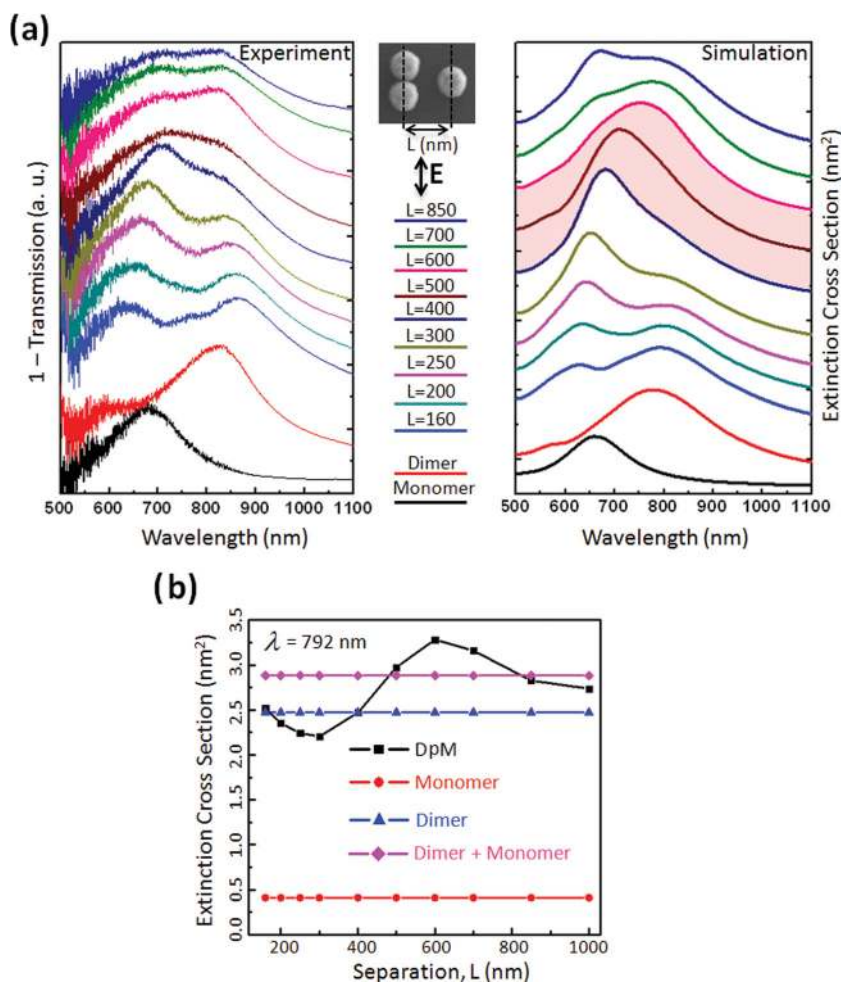 (a)
Experiment
1 – Transmission (a. u.)
500 600 700 800 900 1000 1100
Wavelength (nm)
L (nm)
E
L=850
L=700
L=600
L=500
L=400
L=300
L=250
L=200
L=160
Dimer
Monomer
Simulation
Extinction Cross Section (nm²)
500 600 700 800 900 1000 1100
Wavelength (nm)
(b)
Extinction Cross Section (nm²)
3.5
3.0
2.5
2.0
1.5
1.0
0.5
0.0
λ = 792 nm
DpM
Monomer
Dimer
Dimer + Monomer
200 400 600 800 1000
Separation, L (nm)